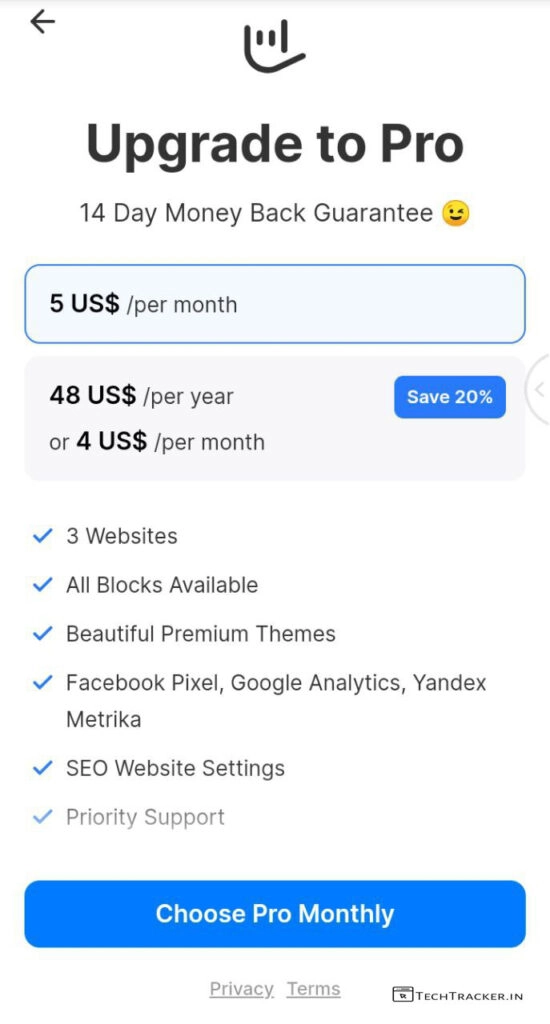 Upgrade to Pro
14 Day Money Back Guarantee 😉
5 US$ /per month
48 US$ /per year
Save 20%
or 4 US$ /per month
3 Websites
All Blocks Available
Beautiful Premium Themes
Facebook Pixel, Google Analytics, Yandex
Metrika
SEO Website Settings
Priority Support
Choose Pro Monthly
Privacy Terms
TECHTRACKER.IN